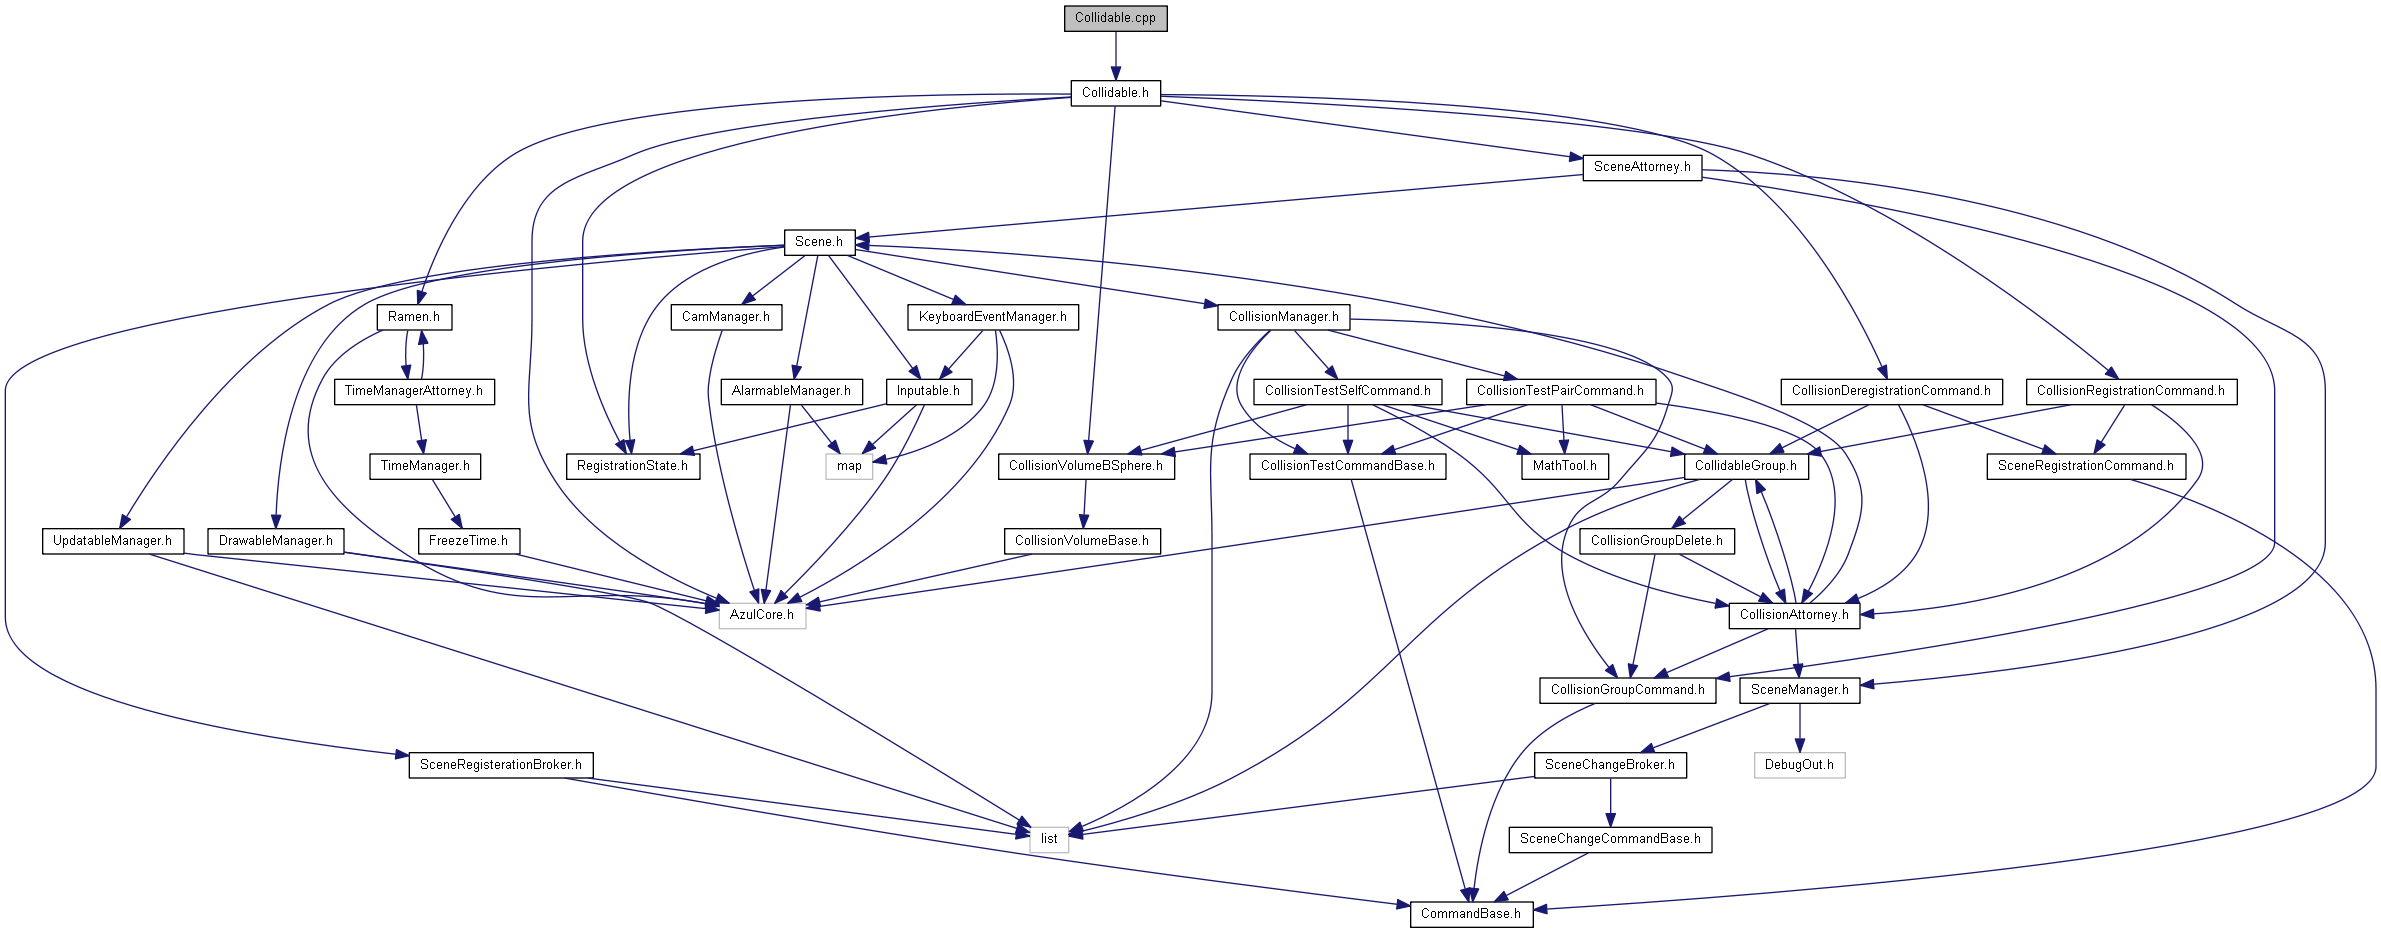 Collidable.cpp
Collidable.h
SceneAttorney.h
Scene.h
Ramen.h
CamManager.h
KeyboardEventManager.h
CollisionManager.h
TimeManagerAttorney.h
AlarmableManager.h
Inputable.h
CollisionTestSelfCommand.h
CollisionTestPairCommand.h
CollisionDeregistrationCommand.h
CollisionRegistrationCommand.h
TimeManager.h
RegistrationState.h
map
CollisionVolumeBSphere.h
CollisionTestCommandBase.h
MathTool.h
CollidableGroup.h
SceneRegistrationCommand.h
UpdatableManager.h
DrawableManager.h
FreezeTime.h
CollisionVolumeBase.h
CollisionGroupDelete.h
AzulCore.h
CollisionAttorney.h
CollisionGroupCommand.h
SceneManager.h
SceneRegisterationBroker.h
SceneChangeBroker.h
DebugOut.h
list
SceneChangeCommandBase.h
CommandBase.h